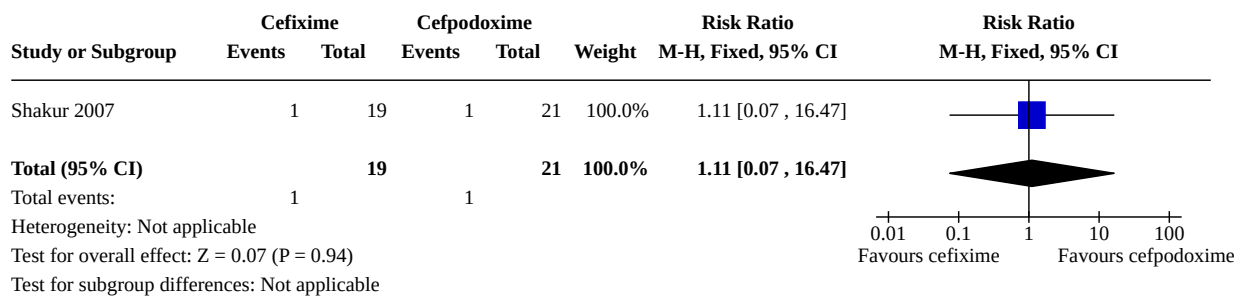 Cefixime Cefpodoxime Risk Ratio Risk Ratio
Study or Subgroup Events Total Events Total Weight M-H, Fixed, 95% CI M-H, Fixed, 95% CI
Shakur 2007 1 19 1 21 100.0% 1.11 [0.07 , 16.47]
Total (95% CI) 19 21 100.0% 1.11 [0.07 , 16.47]
Total events: 1 1
Heterogeneity: Not applicable
0.01 0.1 1 10 100
Test for overall effect: Z = 0.07 (P = 0.94) Favours cefixime Favours cefpodoxime
Test for subgroup differences: Not applicable